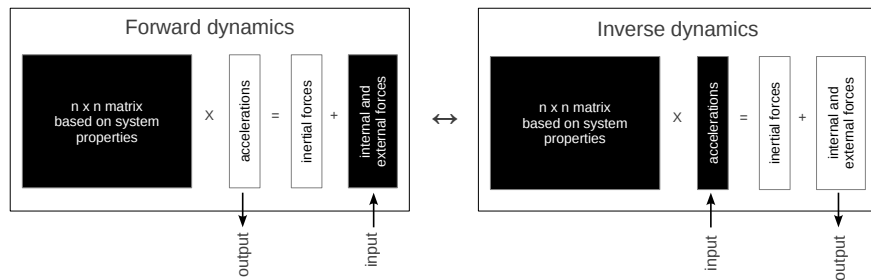 Forward dynamics
n x n matrix
based on system
properties
X
accelerations
=
inertial forces
+
internal and
external forces
output
input
↔
Inverse dynamics
n x n matrix
based on system
properties
X
accelerations
=
inertial forces
+
internal and
external forces
input
output